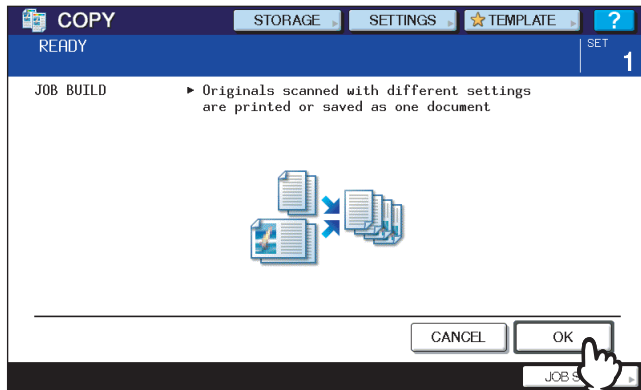 COPY STORAGE SETTINGS TEMPLATE ?
READY SET 1
JOB BUILD ► Originals scanned with different settings
are printed or saved as one document
CANCEL OK
JOB